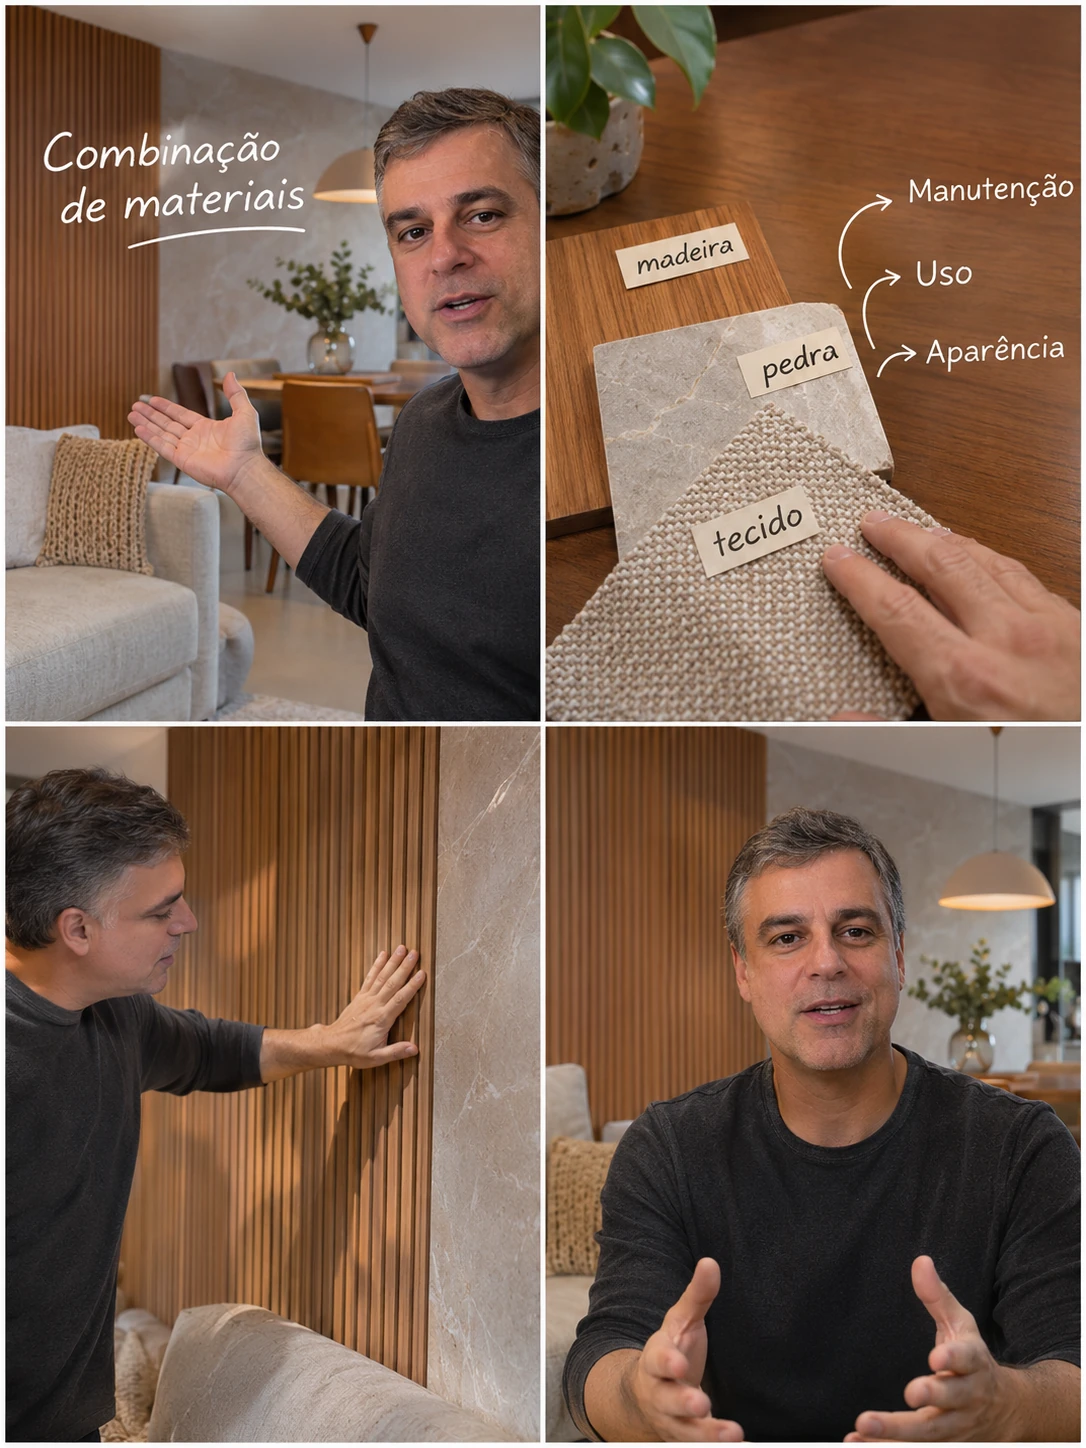 Combinação
de materiais
madeira
pedra
tecido
Manutenção
Uso
Aparência